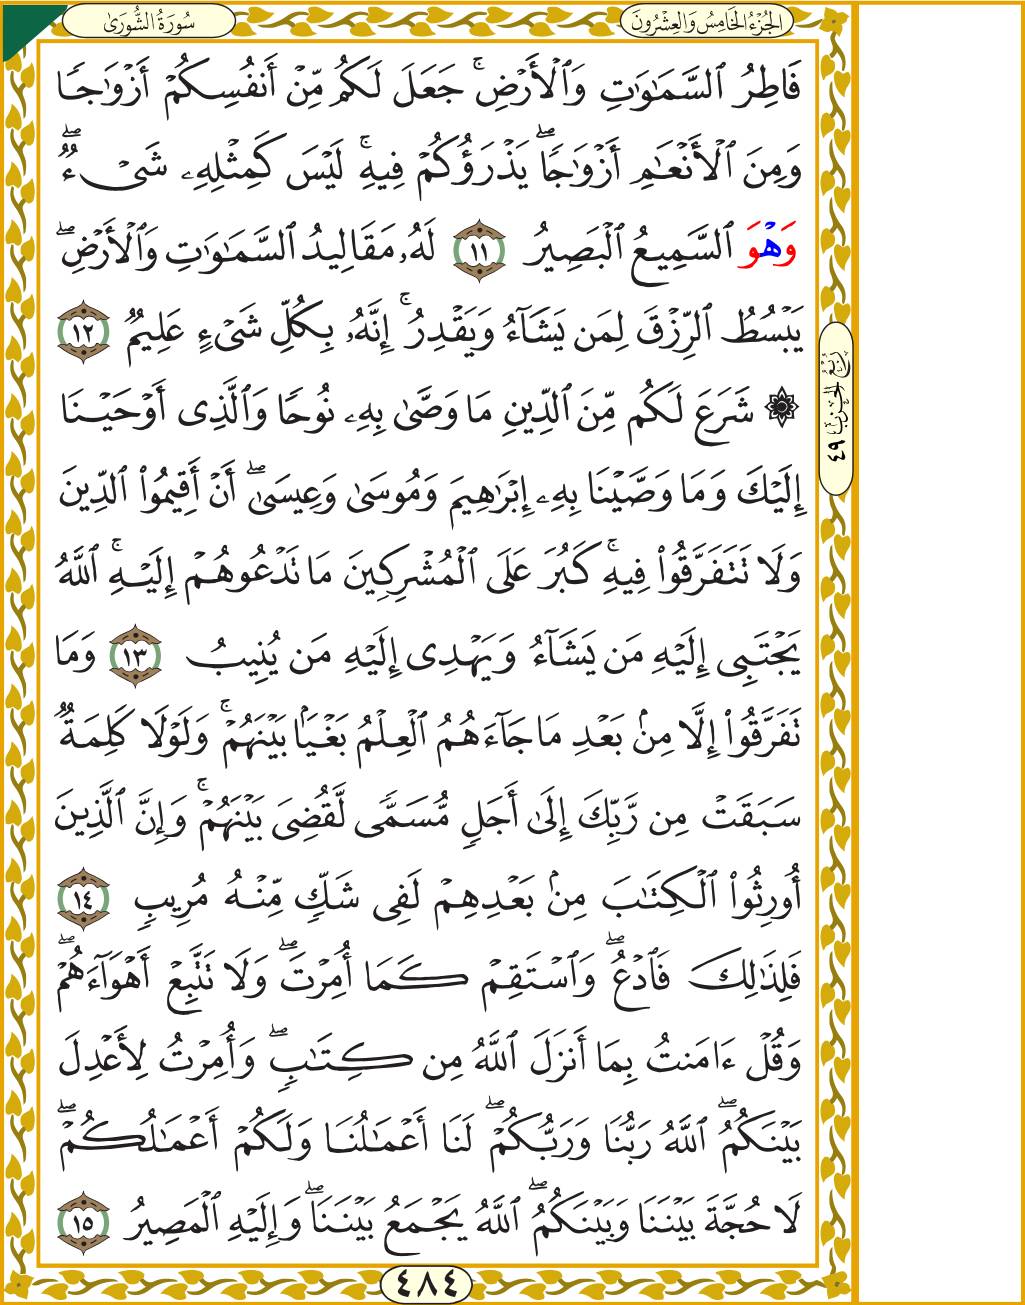 الجُزْءُ الخَامِسُ وَالعِشْرُونَ
سُورَةُ الشُّورَىٰ
فَاطِرُ ٱلسَّمَٰوَٰتِ وَٱلْأَرْضِ ۚ جَعَلَ لَكُم مِّنْ أَنفُسِكُمْ أَزْوَٰجًا
وَمِنَ ٱلْأَنْعَٰمِ أَزْوَٰجًا ۖ يَذْرَؤُكُمْ فِيهِ ۚ لَيْسَ كَمِثْلِهِۦ شَىْءٌ ۖ
وَهْوَ ٱلسَّمِيعُ ٱلْبَصِيرُ ١١ لَهُۥ مَقَالِيدُ ٱلسَّمَٰوَٰتِ وَٱلْأَرْضِ ۖ
يَبْسُطُ ٱلرِّزْقَ لِمَن يَشَآءُ وَيَقْدِرُ ۚ إِنَّهُۥ بِكُلِّ شَىْءٍ عَلِيمٌ ١٢
۞ شَرَعَ لَكُم مِّنَ ٱلدِّينِ مَا وَصَّىٰ بِهِۦ نُوحًا وَٱلَّذِى أَوْحَيْنَا
إِلَيْكَ وَمَا وَصَّيْنَا بِهِۦ إِبْرَٰهِيمَ وَمُوسَىٰ وَعِيسَىٰ ۖ أَنْ أَقِيمُوا۟ ٱلدِّينَ
وَلَا تَتَفَرَّقُوا۟ فِيهِ ۚ كَبُرَ عَلَى ٱلْمُشْرِكِينَ مَا تَدْعُوهُمْ إِلَيْهِ ۚ ٱللَّهُ
يَجْتَبِى إِلَيْهِ مَن يَشَآءُ وَيَهْدِى إِلَيْهِ مَن يُنِيبُ ١٣ وَمَا
تَفَرَّقُوا۟ إِلَّا مِنۢ بَعْدِ مَا جَآءَهُمُ ٱلْعِلْمُ بَغْيًۢا بَيْنَهُمْ ۚ وَلَوْلَا كَلِمَةٌ
سَبَقَتْ مِن رَّبِّكَ إِلَىٰ أَجَلٍ مُّسَمًّى لَّقُضِىَ بَيْنَهُمْ ۚ وَإِنَّ ٱلَّذِينَ
أُورِثُوا۟ ٱلْكِتَٰبَ مِنۢ بَعْدِهِمْ لَفِى شَكٍّ مِّنْهُ مُرِيبٍ ١٤
فَلِذَٰلِكَ فَٱدْعُ ۖ وَٱسْتَقِمْ كَمَا أُمِرْتَ ۖ وَلَا تَتَّبِعْ أَهْوَآءَهُمْ ۖ
وَقُلْ ءَامَنتُ بِمَا أَنزَلَ ٱللَّهُ مِن كِتَٰبٍ ۖ وَأُمِرْتُ لِأَعْدِلَ
بَيْنَكُمُ ۖ ٱللَّهُ رَبُّنَا وَرَبُّكُمْ ۖ لَنَا أَعْمَٰلُنَا وَلَكُمْ أَعْمَٰلُكُمْ ۖ
لَا حُجَّةَ بَيْنَنَا وَبَيْنَكُمُ ۖ ٱللَّهُ يَجْمَعُ بَيْنَنَا ۖ وَإِلَيْهِ ٱلْمَصِيرُ ١٥
رُبْعُ الحِزْبِ ٤٩
٤٨٤